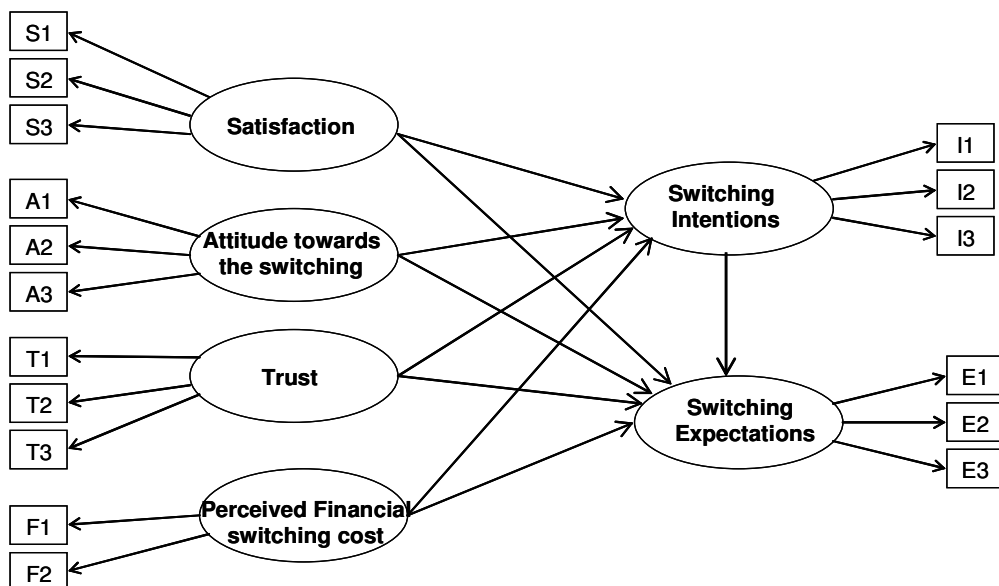 S1
S2
S3
Satisfaction
A1
A2
A3
Attitude towards
the switching
T1
T2
T3
Trust
F1
F2
Perceived Financial
switching cost
Switching
Intentions
I1
I2
I3
Switching
Expectations
E1
E2
E3